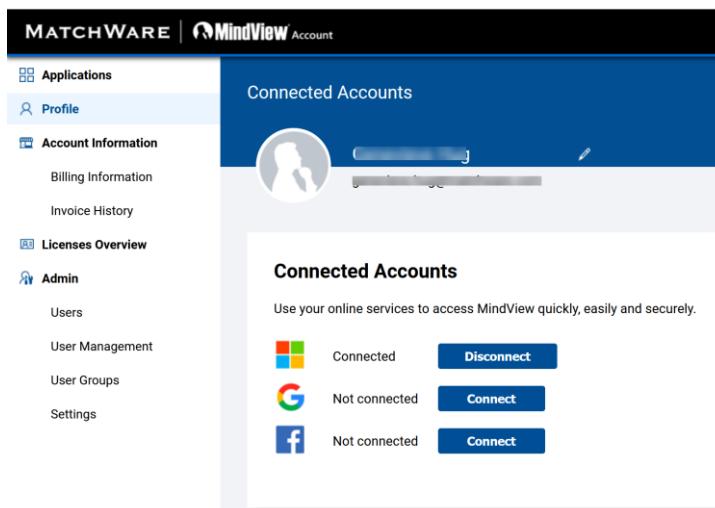 MATCHWARE | MindView Account
Applications
Profile
Account Information
Billing Information
Invoice History
Licenses Overview
Admin
Users
User Management
User Groups
Settings
Connected Accounts
Connected Accounts
Use your online services to access MindView quickly, easily and securely.
Connected Disconnect
Not connected Connect
Not connected Connect